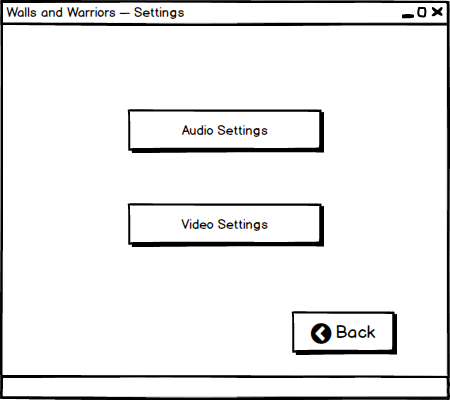 Walls and Warriors — Settings
Audio Settings
Video Settings
Back